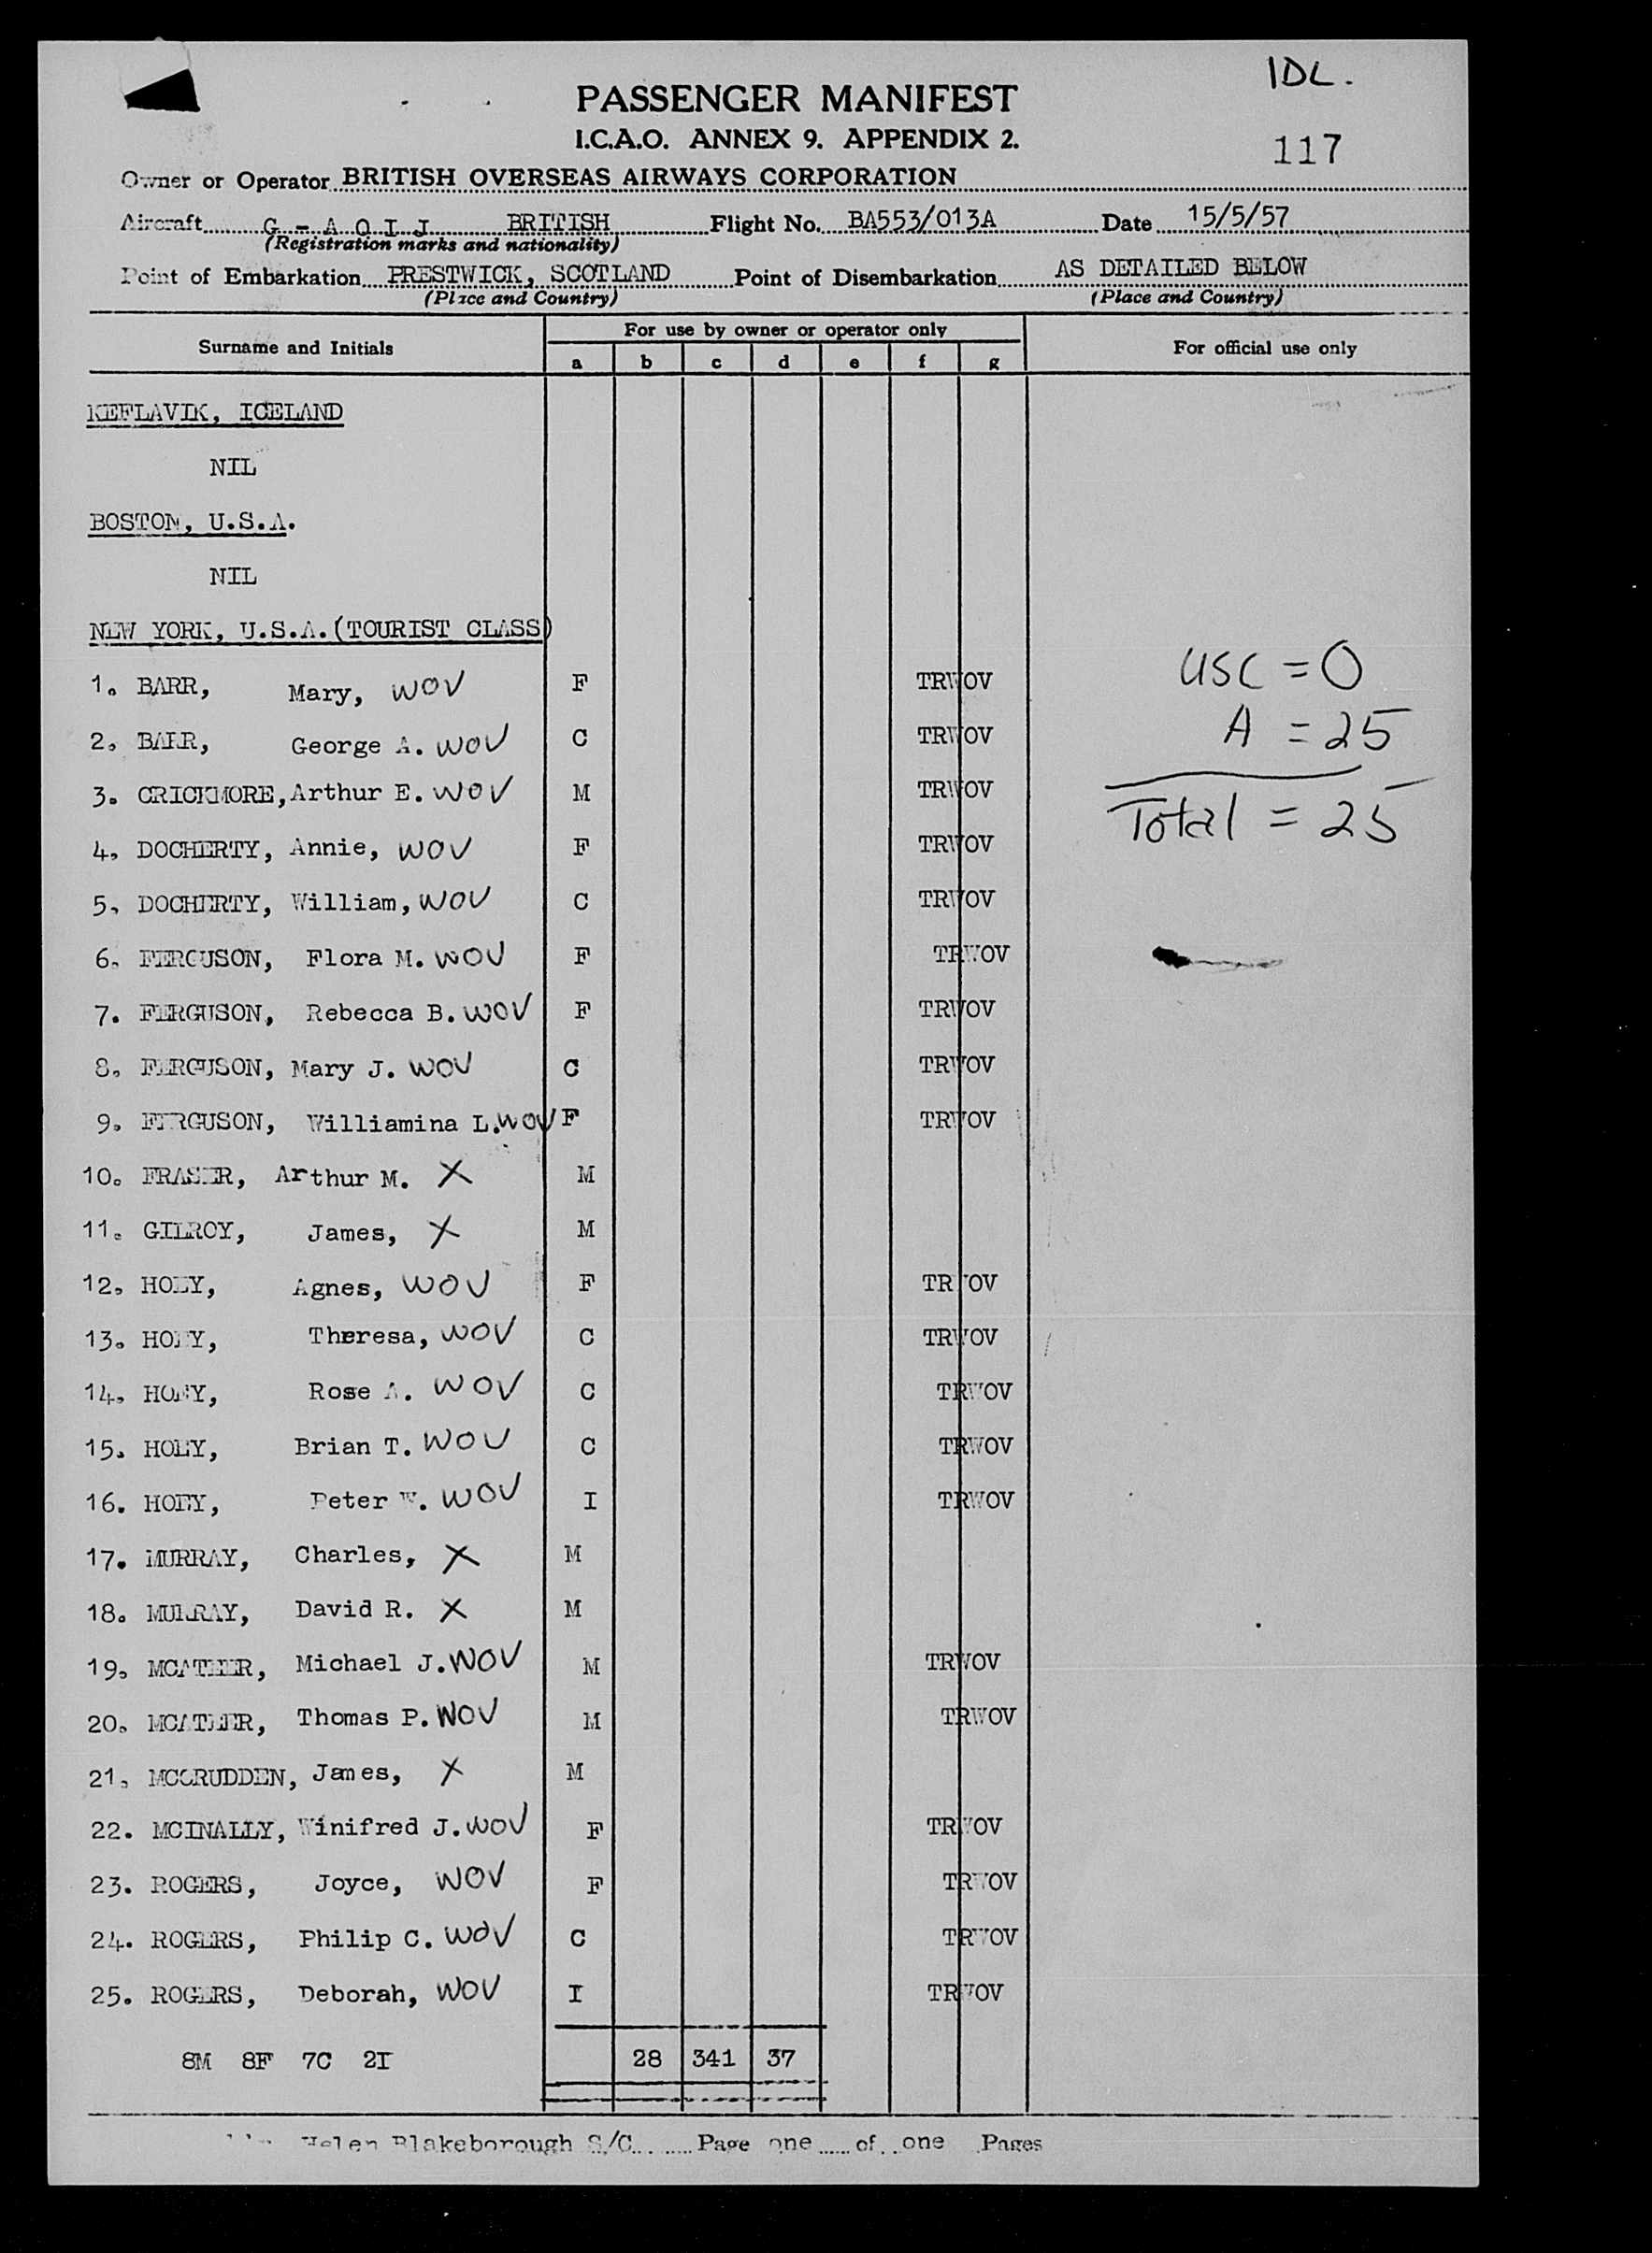 IDL.
PASSENGER MANIFEST
I.C.A.O. ANNEX 9. APPENDIX 2.
117
Owner or Operator BRITISH OVERSEAS AIRWAYS CORPORATION
Aircraft G - A O I J BRITISH Flight No. BA553/013A Date 15/5/57
(Registration marks and nationality)
Point of Embarkation PRESTWICK, SCOTLAND Point of Disembarkation AS DETAILED BELOW
(Place and Country) (Place and Country)
Surname and Initials For use by owner or operator only For official use only
a b c d e f g
KEFLAVIK, ICELAND
NIL
BOSTON, U.S.A.
NIL
NEW YORK, U.S.A.(TOURIST CLASS)
1. BARR, Mary, WOV F TRWOV USC = 0
2. BARR, George A. WOV C TRWOV A = 25
3. CRICKMORE, Arthur E. WOV M TRWOV
Total = 25
4. DOCHERTY, Annie, WOV F TRWOV
5. DOCHERTY, William, WOV C TRWOV
6. FERGUSON, Flora M. WOV F TRWOV
7. FERGUSON, Rebecca B. WOV F TRWOV
8. FERGUSON, Mary J. WOV C TRWOV
9. FERGUSON, Williamina L. WOV F TRWOV
10. FRASER, Arthur M. X M
11. GILROY, James, X M
12. HOEY, Agnes, WOV F TRWOV
13. HOEY, Theresa, WOV C TRWOV
14. HOEY, Rose A. WOV C TRWOV
15. HOEY, Brian T. WOV C TRWOV
16. HOEY, Peter W. WOV I TRWOV
17. MURRAY, Charles, X M
18. MURRAY, David R. X M
19. MCATEER, Michael J. WOV M TRWOV
20. MCATEER, Thomas P. WOV M TRWOV
21. MCCRUDDEN, James, X M
22. MCINALLY, Winifred J. WOV F TRWOV
23. ROGERS, Joyce, WOV F TRWOV
24. ROGERS, Philip C. WOV C TRWOV
25. ROGERS, Deborah, WOV I TRWOV
8M 8F 7C 2I 28 341 37
Helen Blakeborough S/C Page one of one Pages